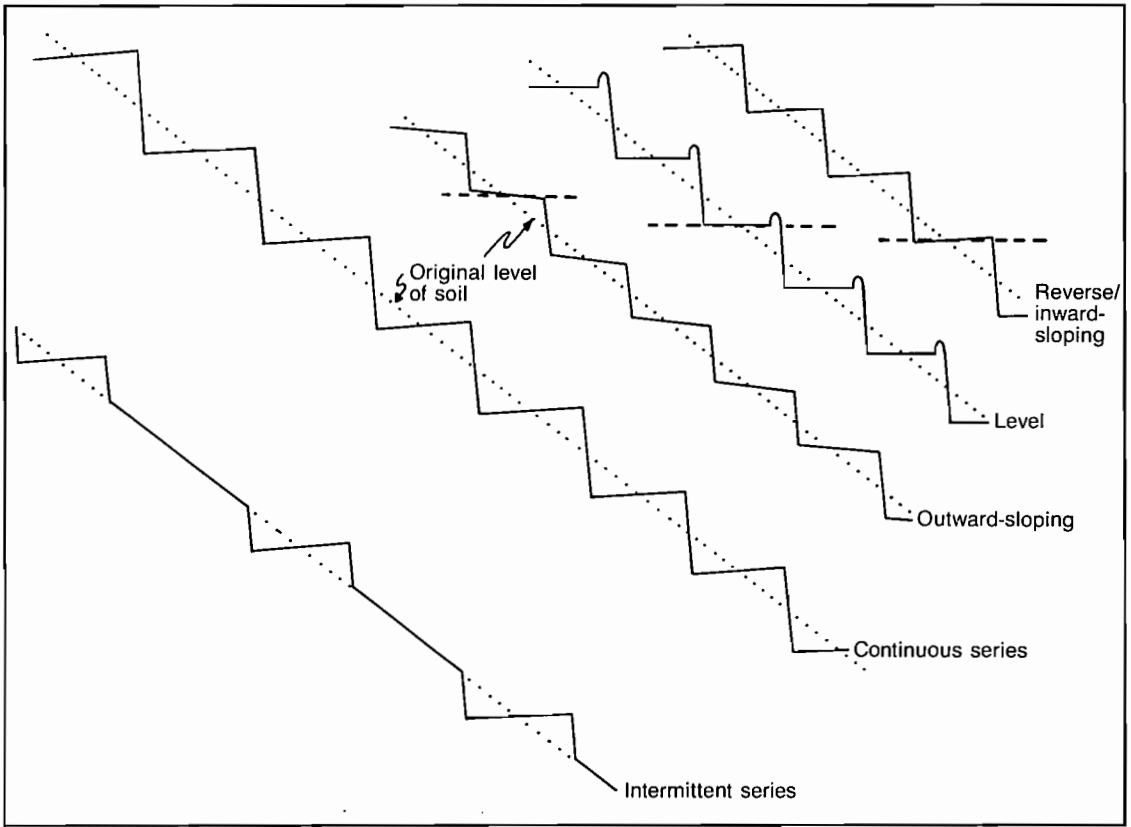 Original level
of soil
Reverse/
inward-
sloping
Level
Outward-sloping
Continuous series
Intermittent series